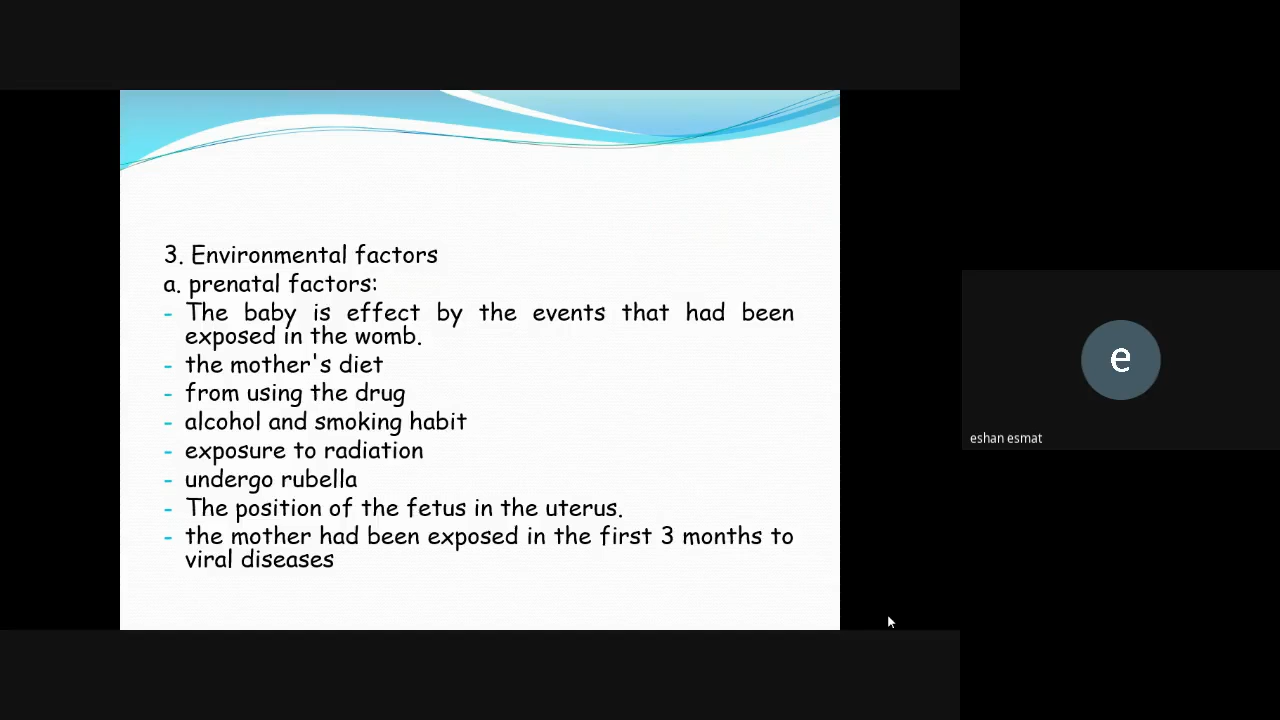 3. Environmental factors
a. prenatal factors:
- The baby is effect by the events that had been
exposed in the womb.
- the mother's diet
- from using the drug
- alcohol and smoking habit
- exposure to radiation
- undergo rubella
- The position of the fetus in the uterus.
- the mother had been exposed in the first 3 months to
viral diseases
e
eshan esmat